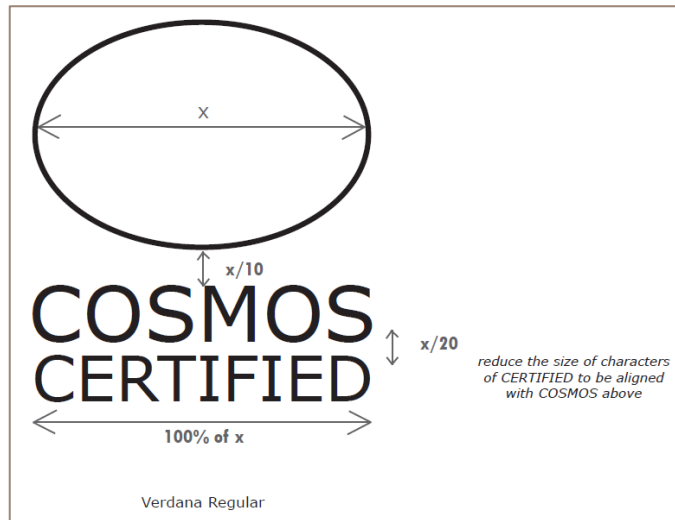 X
x/10
COSMOS
x/20
CERTIFIED
reduce the size of characters
of CERTIFIED to be aligned
with COSMOS above
100% of x
Verdana Regular